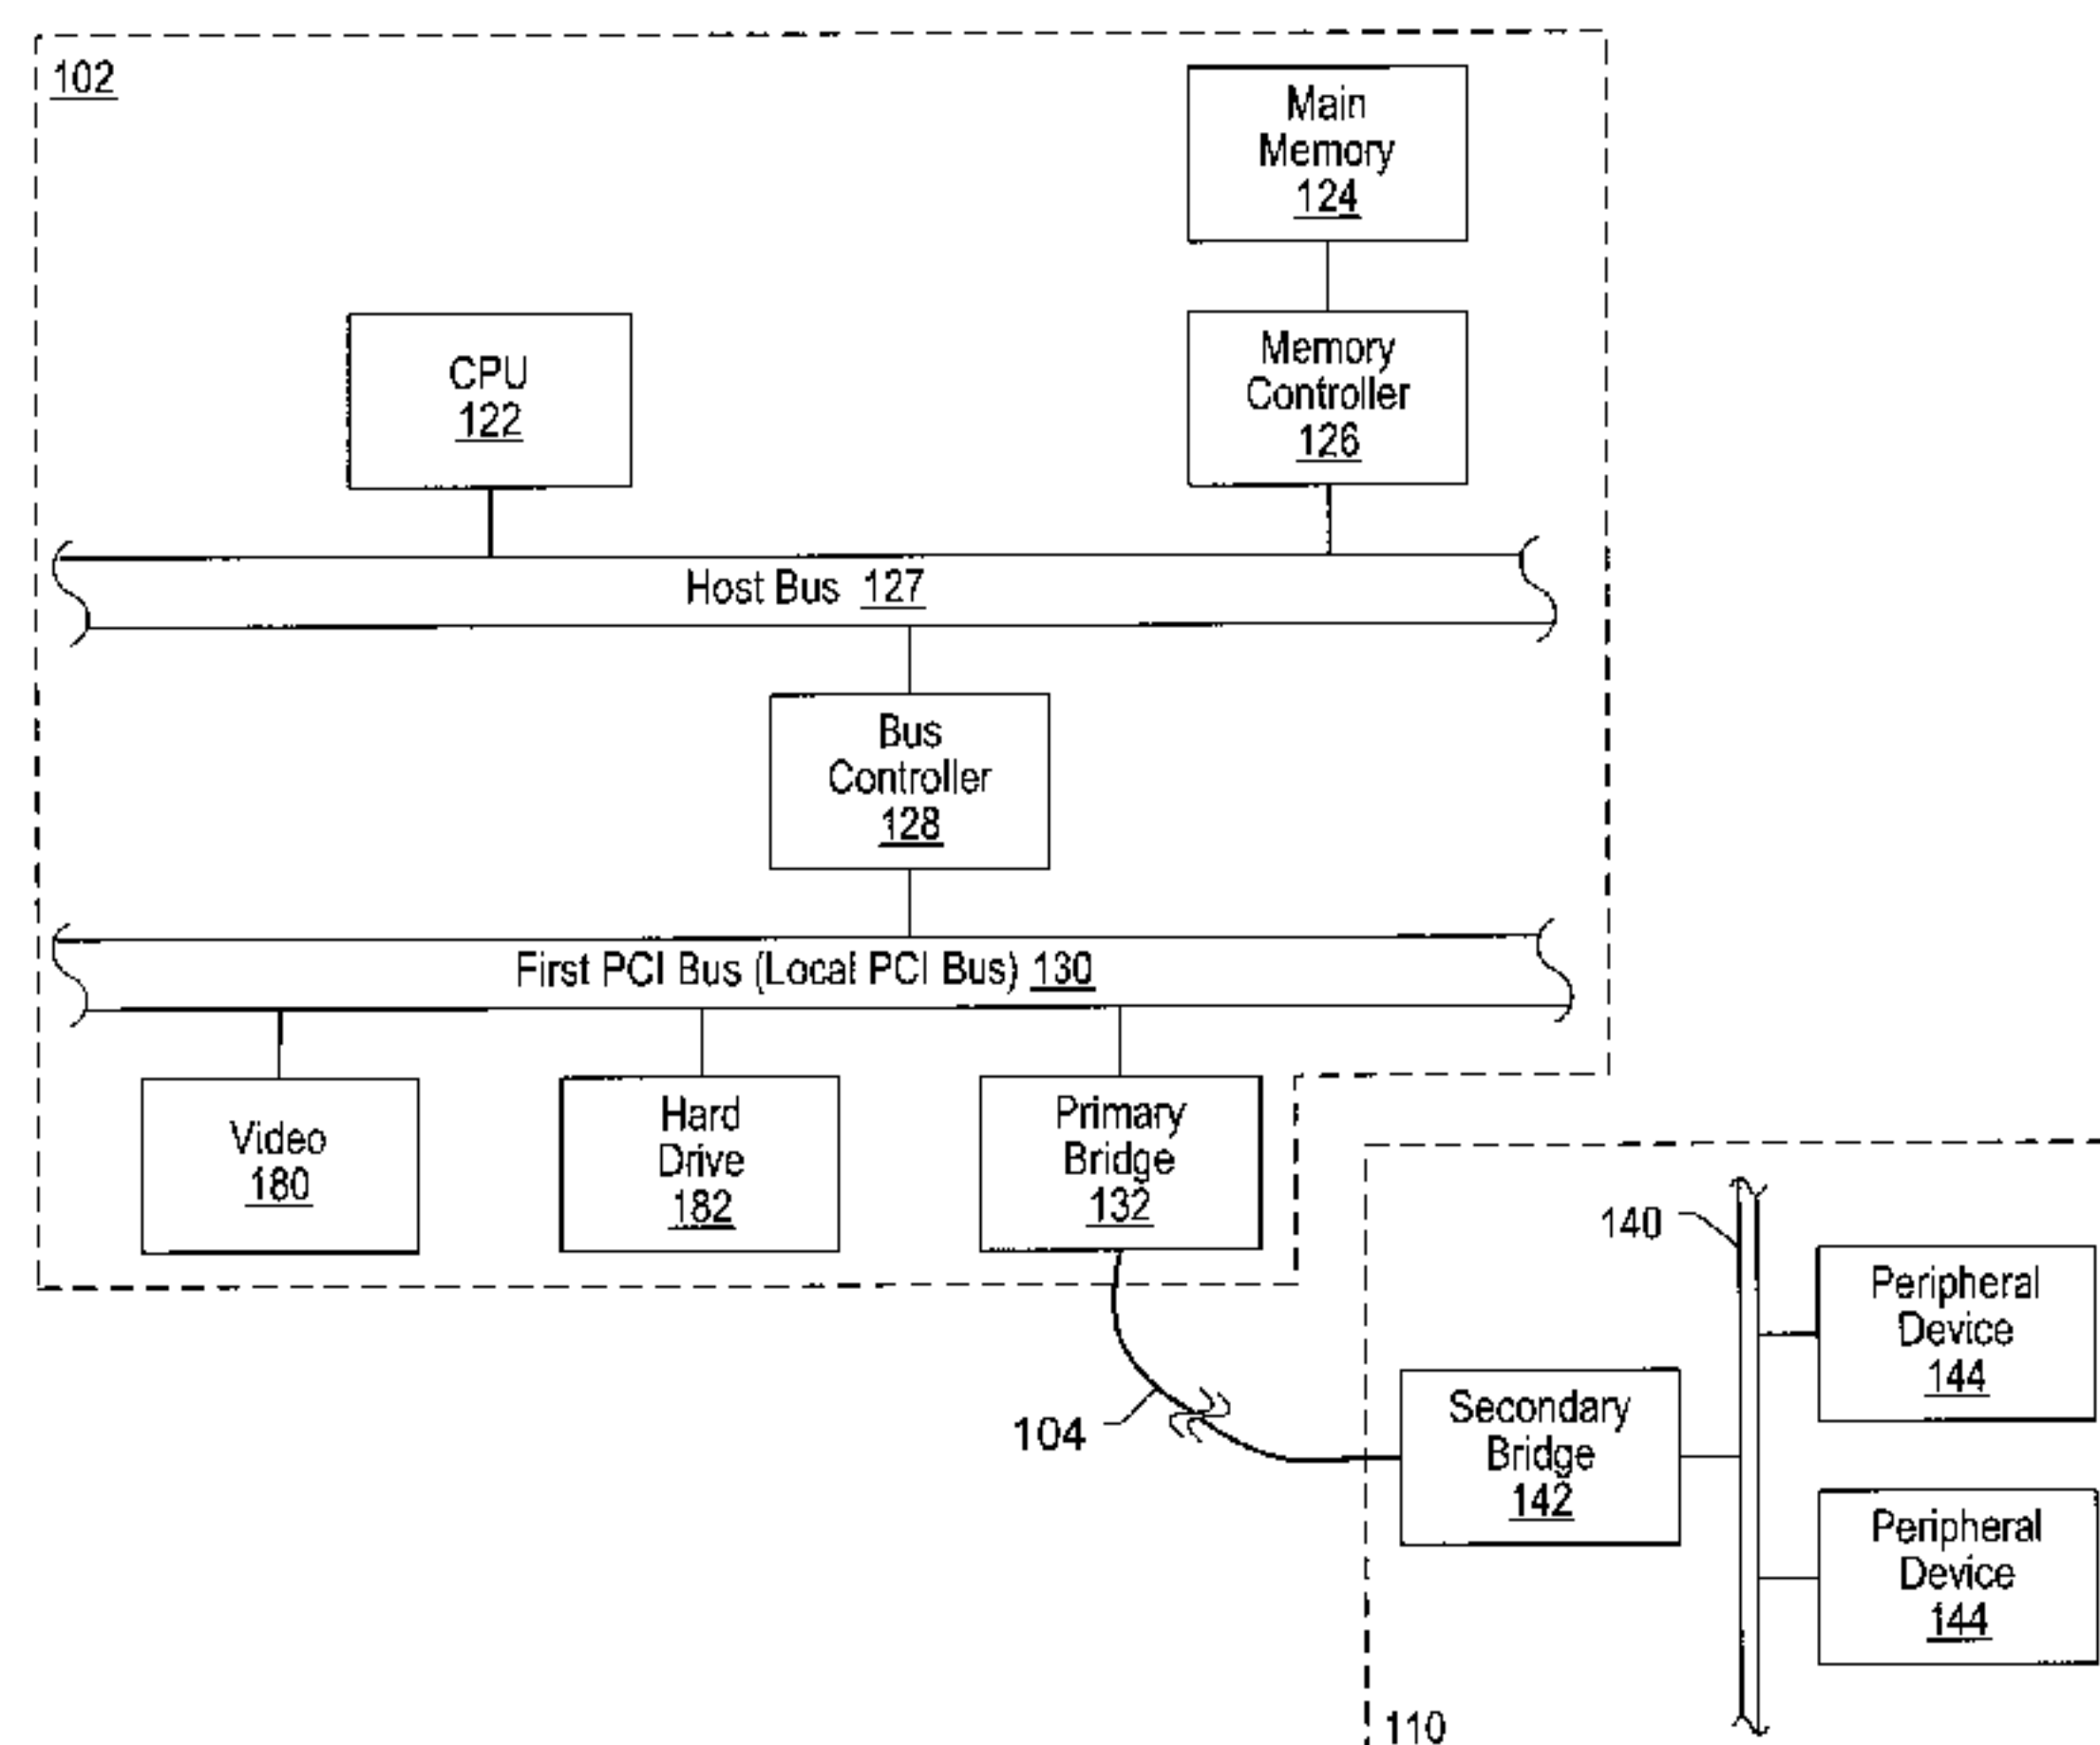 102
Main
Memory
124
CPU
122
Memory
Controller
126
Host Bus 127
Bus
Controller
128
First PCI Bus (Local PCI Bus) 130
Video
180
Hard
Drive
182
Primary
Bridge
132
104
140
Secondary
Bridge
142
Peripheral
Device
144
Peripheral
Device
144
110